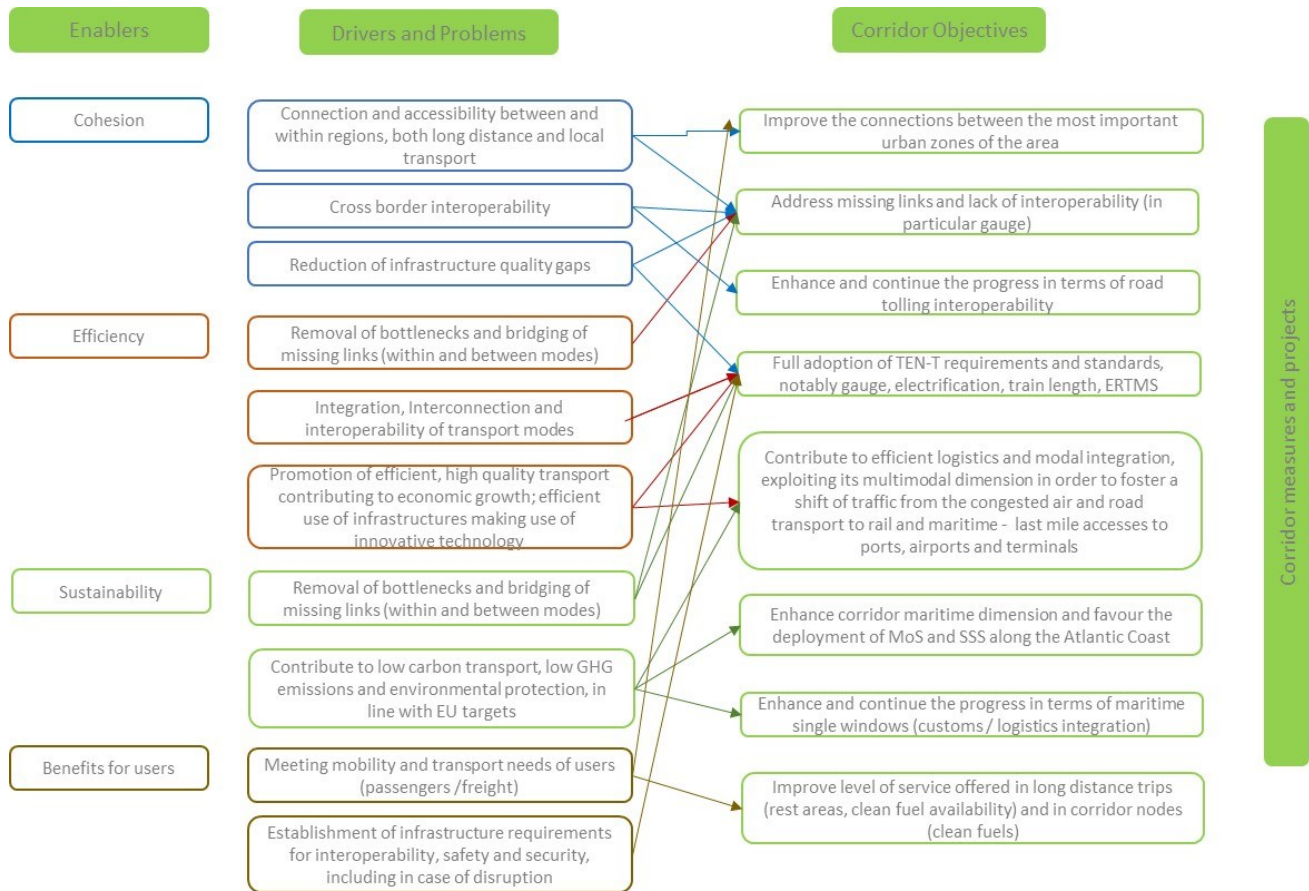 Enablers
Drivers and Problems
Corridor Objectives
Cohesion
Efficiency
Sustainability
Benefits for users
Connection and accessibility between and
within regions, both long distance and local
transport
Cross border interoperability
Reduction of infrastructure quality gaps
Removal of bottlenecks and bridging of
missing links (within and between modes)
Integration, Interconnection and
interoperability of transport modes
Promotion of efficient, high quality transport
contributing to economic growth; efficient
use of infrastructures making use of
innovative technology
Removal of bottlenecks and bridging of
missing links (within and between modes)
Contribute to low carbon transport, low GHG
emissions and environmental protection, in
line with EU targets
Meeting mobility and transport needs of users
(passengers /freight)
Establishment of infrastructure requirements
for interoperability, safety and security,
including in case of disruption
Improve the connections between the most important
urban zones of the area
Address missing links and lack of interoperability (in
particular gauge)
Enhance and continue the progress in terms of road
tolling interoperability
Full adoption of TEN-T requirements and standards,
notably gauge, electrification, train length, ERTMS
Contribute to efficient logistics and modal integration,
exploiting its multimodal dimension in order to foster a
shift of traffic from the congested air and road
transport to rail and maritime - last mile accesses to
ports, airports and terminals
Enhance corridor maritime dimension and favour the
deployment of MoS and SSS along the Atlantic Coast
Enhance and continue the progress in terms of maritime
single windows (customs / logistics integration)
Improve level of service offered in long distance trips
(rest areas, clean fuel availability) and in corridor nodes
(clean fuels)
Corridor measures and projects